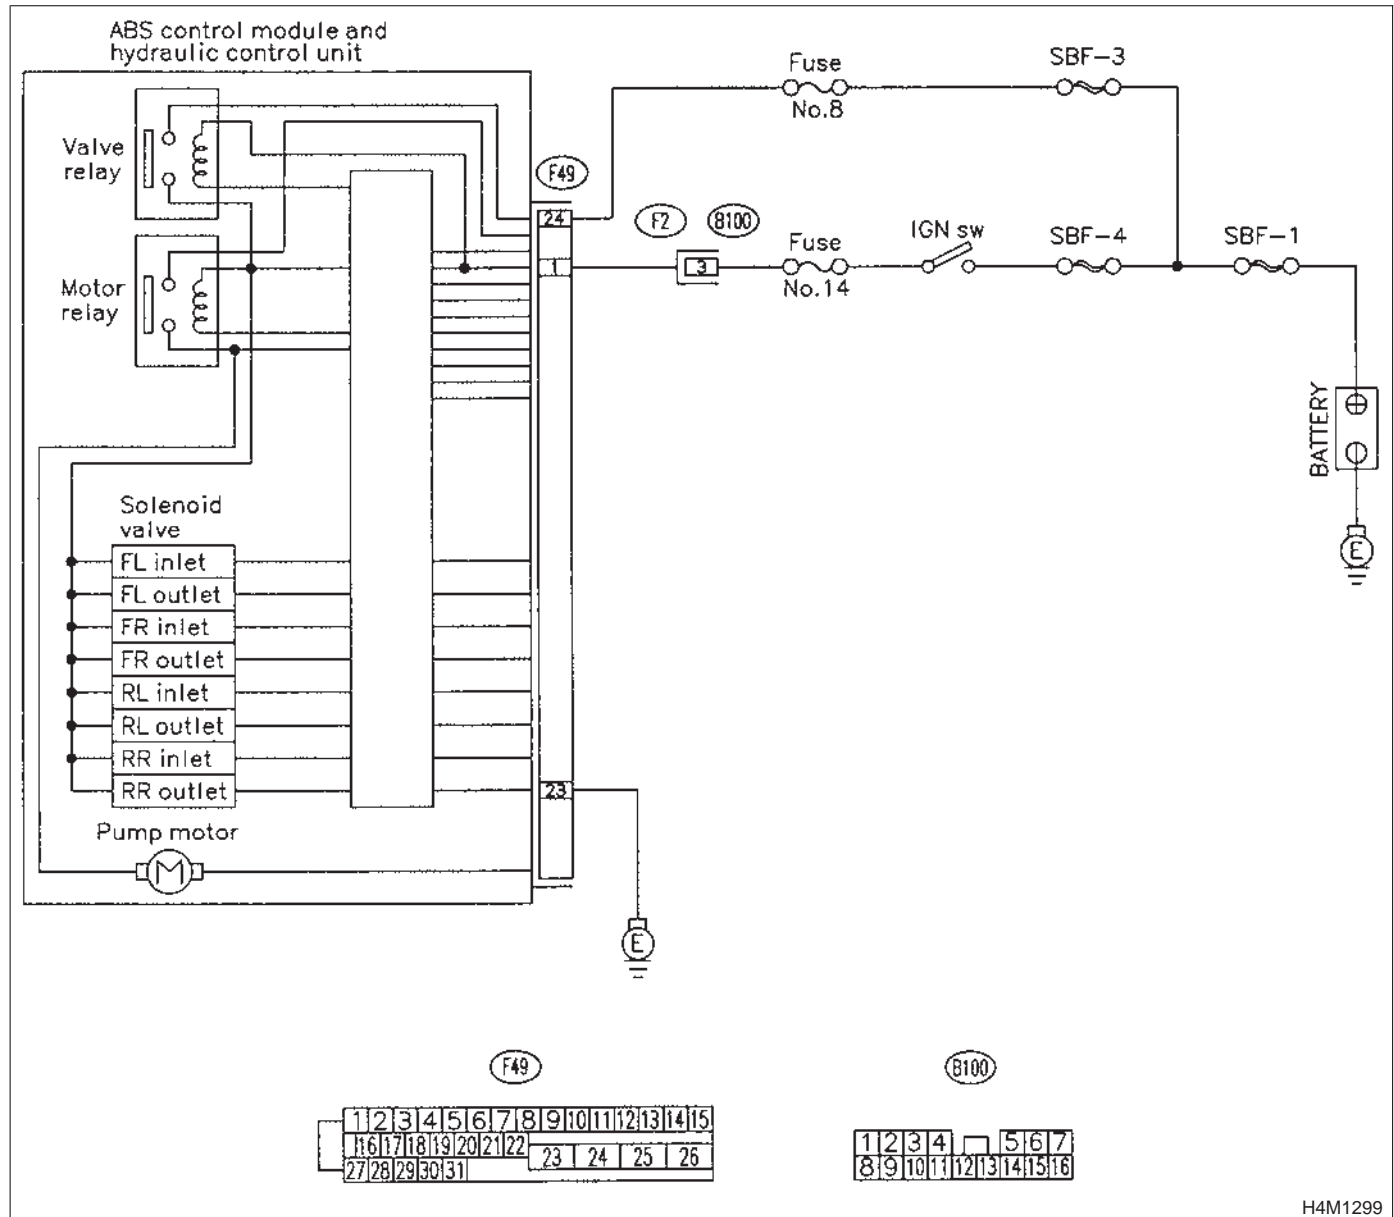 ABS control module and
hydraulic control unit
Valve
relay
Motor
relay
F49
24
1
23
F2
B100
3
Fuse
No.8
SBF-3
Fuse
No.14
IGN sw
SBF-4
SBF-1
BATTERY
E
Solenoid
valve
FL inlet
FL outlet
FR inlet
FR outlet
RL inlet
RL outlet
RR inlet
RR outlet
Pump motor
M
E
F49
1 2 3 4 5 6 7 8 9 10 11 12 13 14 15
16 17 18 19 20 21 22
23 24 25 26
27 28 29 30 31
B100
1 2 3 4 5 6 7
8 9 10 11 12 13 14 15 16
H4M1299